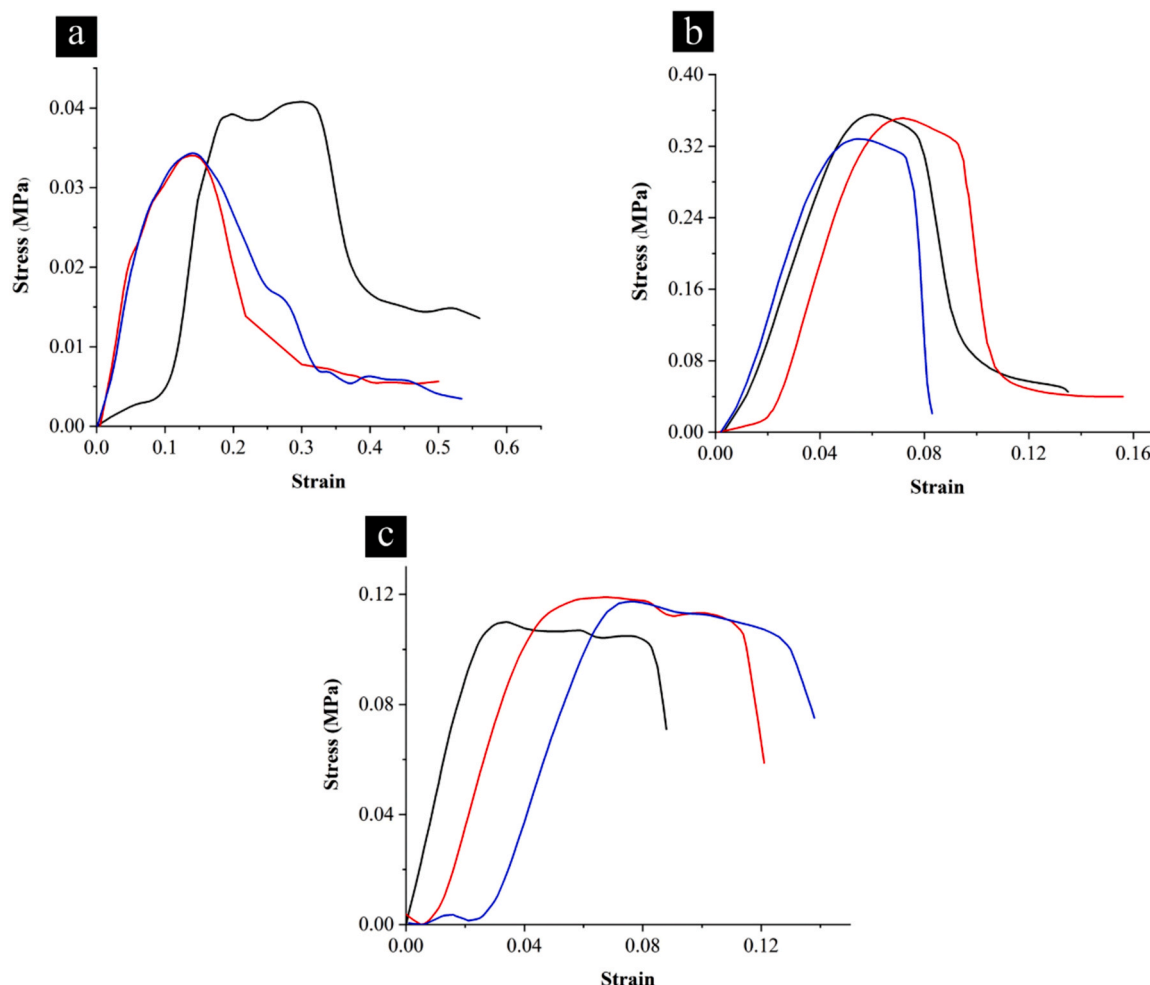 a
0.04
0.03
0.02
0.01
0.00
Stress (MPa)
0.0 0.1 0.2 0.3 0.4 0.5 0.6
Strain
b
0.40
0.32
0.24
0.16
0.08
0.00
Stress (MPa)
0.00 0.04 0.08 0.12 0.16
Strain
c
0.12
0.08
0.04
0.00
Stress (MPa)
0.00 0.04 0.08 0.12
Strain